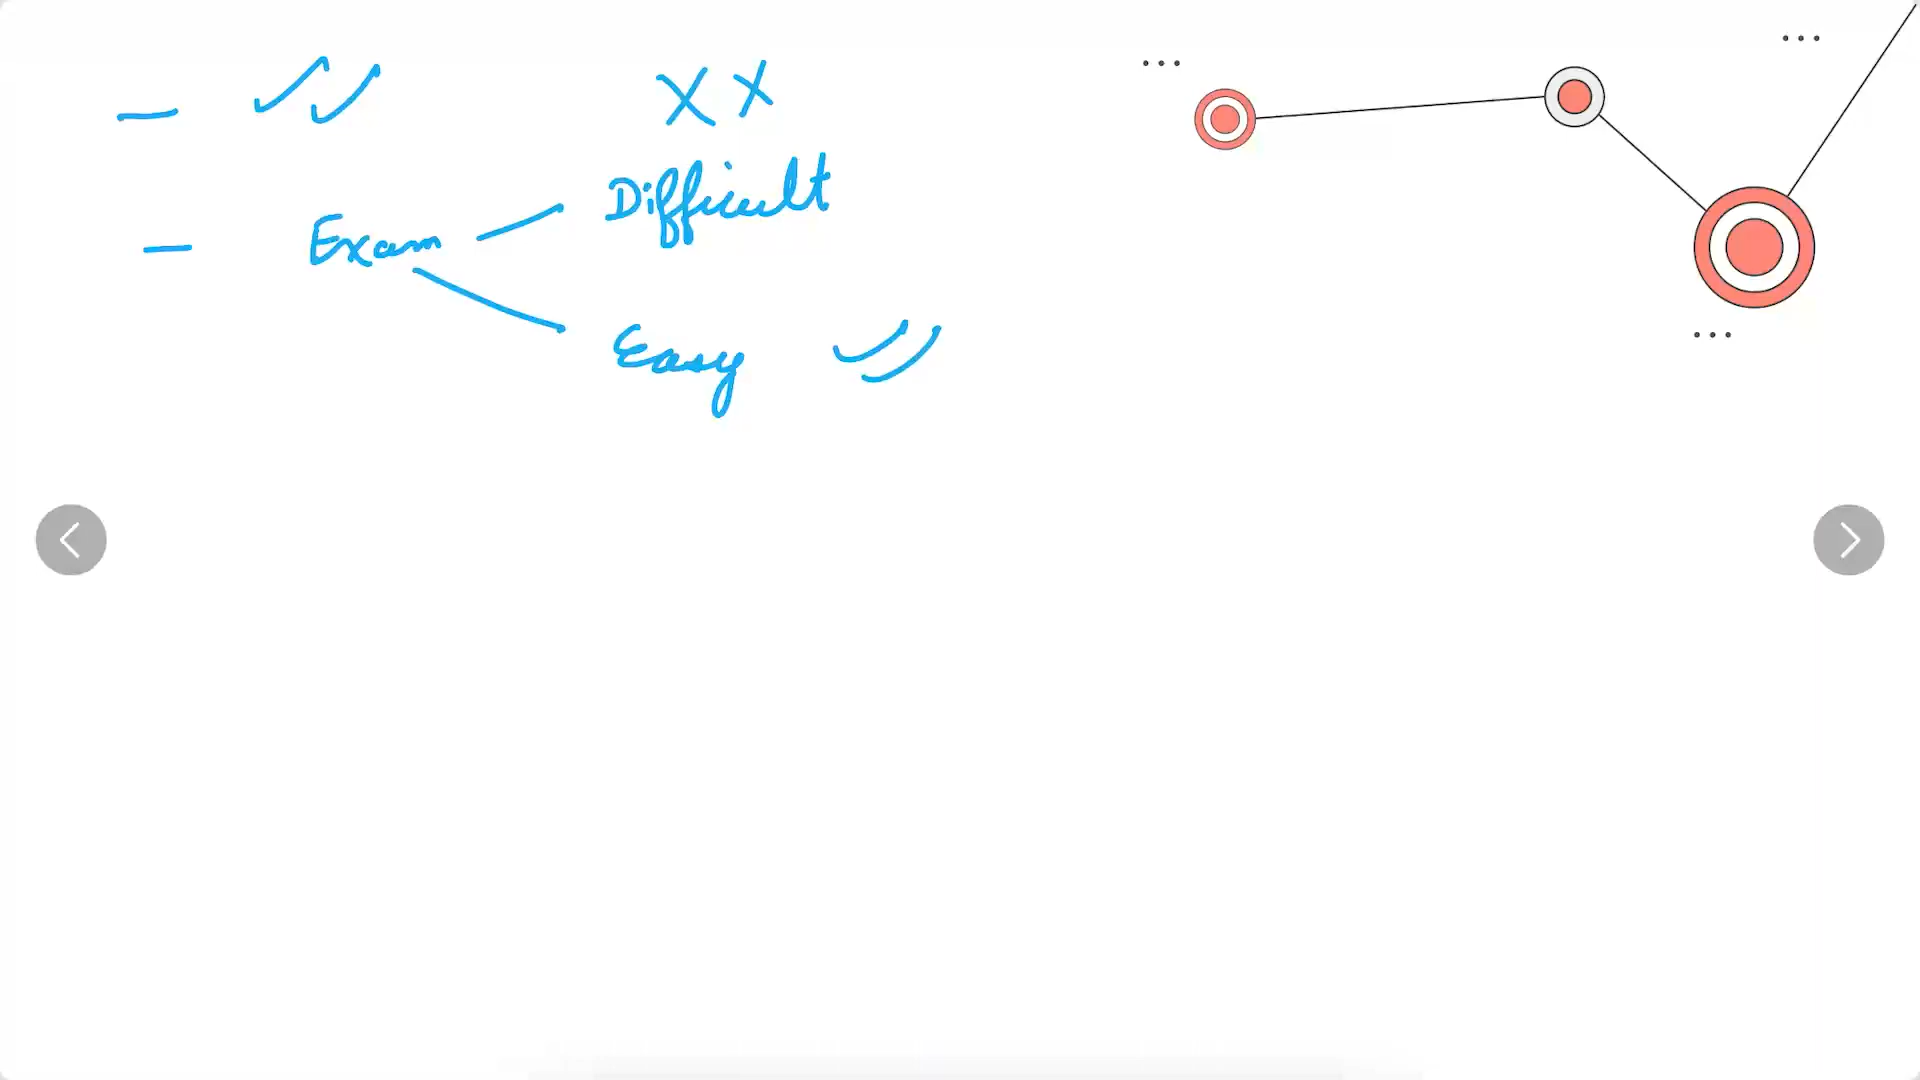 - ✓✓ X X
Difficult
- Exam
Easy ✓✓